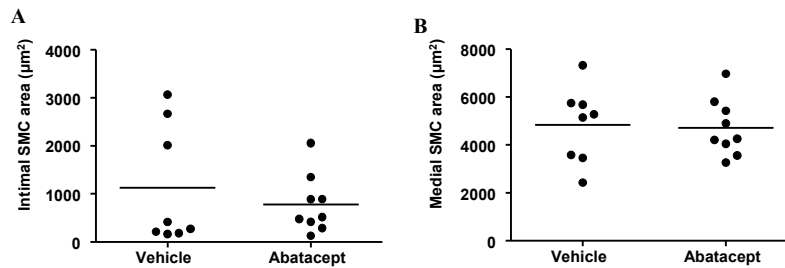 A
Intimal SMC area (μm²)
4000
3000
2000
1000
0
Vehicle
Abatacept
B
Medial SMC area (μm²)
8000
6000
4000
2000
0
Vehicle
Abatacept